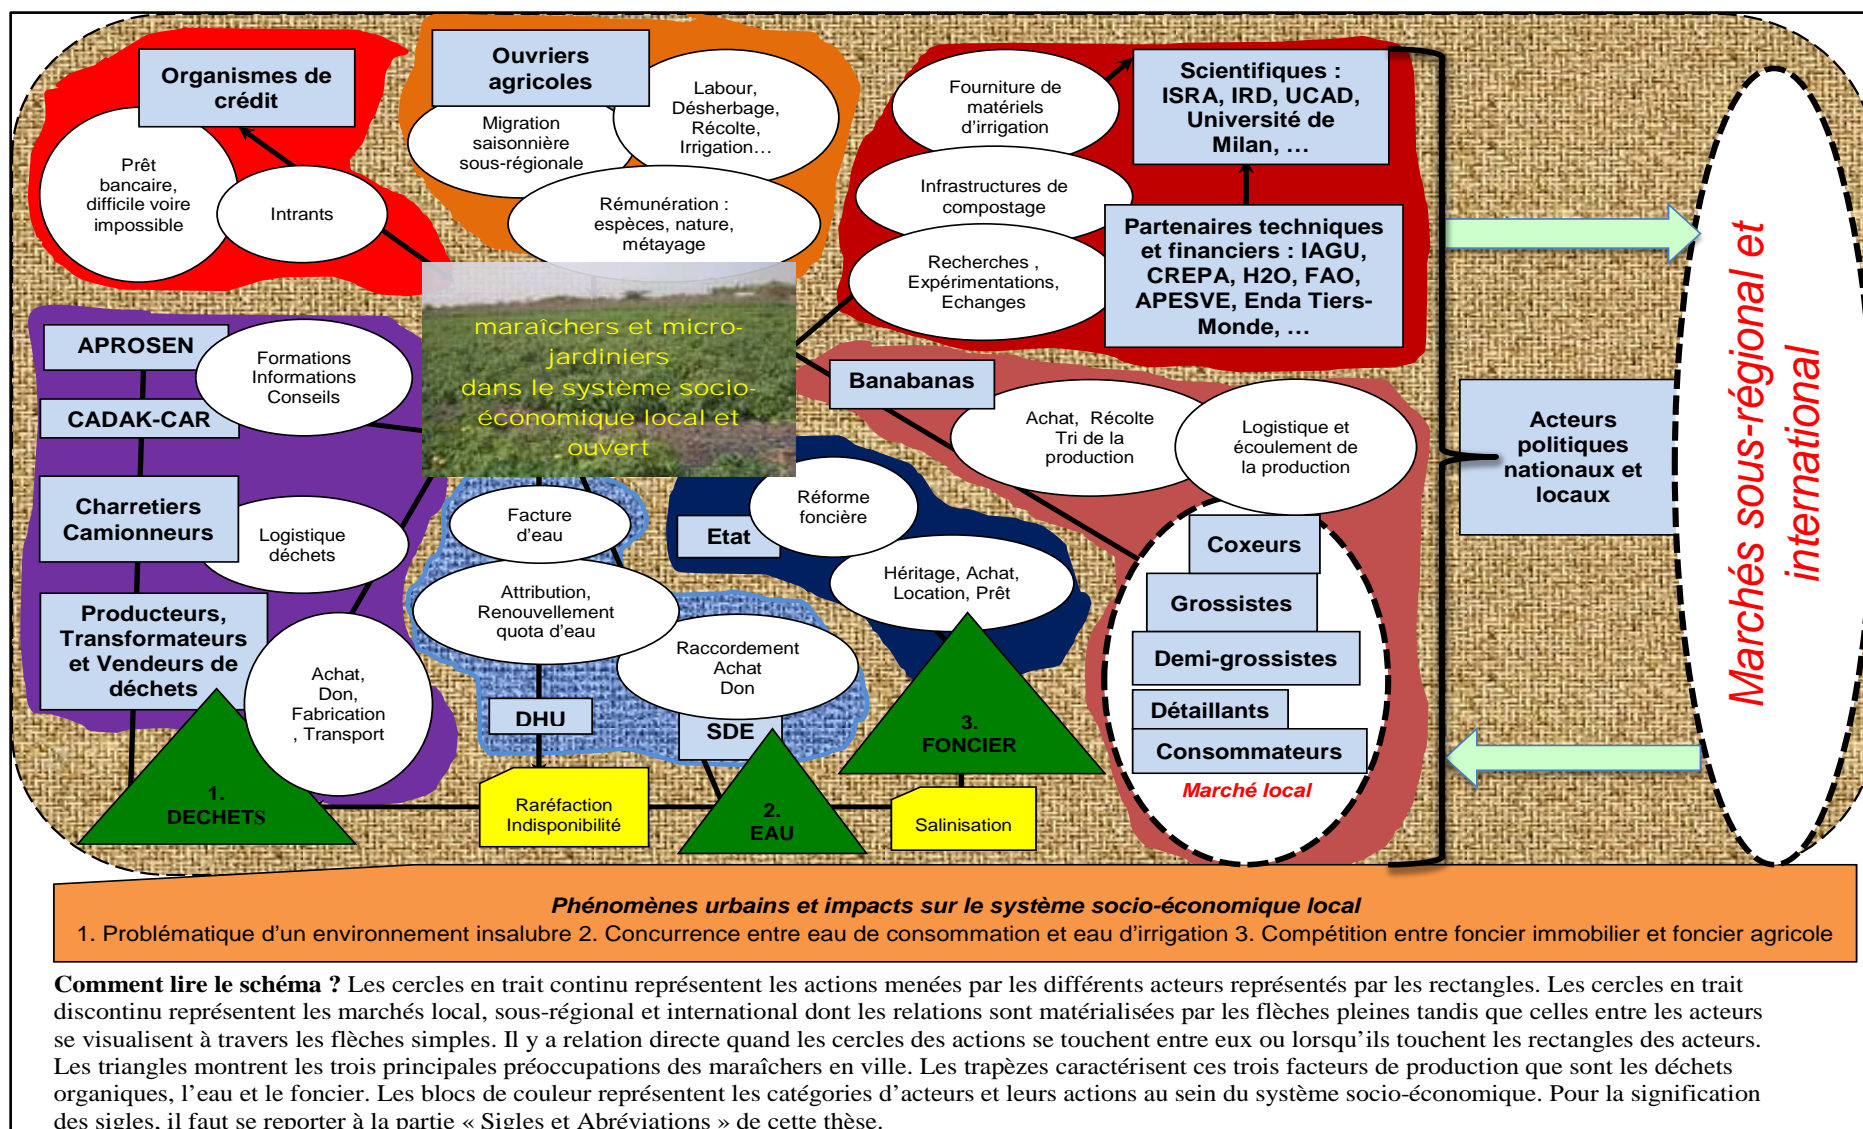 Organismes de
crédit
Prêt
bancaire,
difficile voire
impossible
Intrants
Ouvriers
agricoles
Labour,
Désherbage,
Récolte,
Irrigation…
Migration
saisonnière
sous-régionale
Rémunération :
espèces, nature,
métayage
Fourniture de
matériels
d’irrigation
Infrastructures de
compostage
Recherches ,
Expérimentations,
Echanges
Scientifiques :
ISRA, IRD, UCAD,
Université de
Milan, …
Partenaires techniques
et financiers : IAGU,
CREPA, H2O, FAO,
APESVE, Enda Tiers-
Monde, …
maraîchers et micro-
jardiniers
dans le système socio-
économique local et
ouvert
APROSEN
CADAK-CAR
Charretiers
Camionneurs
Producteurs,
Transformateurs
et Vendeurs de
déchets
Formations
Informations
Conseils
Logistique
déchets
Achat,
Don,
Fabrication
, Transport
Facture
d’eau
Attribution,
Renouvellement
quota d’eau
Raccordement
Achat
Don
DHU
SDE
Etat
Réforme
foncière
Héritage, Achat,
Location, Prêt
Banabanas
Achat, Récolte
Tri de la
production
Logistique et
écoulement de
la production
Coxeurs
Grossistes
Demi-grossistes
Détaillants
Consommateurs
Marché local
Acteurs
politiques
nationaux et
locaux
Marchés sous-régional et
international
1.
DECHETS
Raréfaction
Indisponibilité
2.
EAU
Salinisation
3.
FONCIER
Phénomènes urbains et impacts sur le système socio-économique local
1. Problématique d’un environnement insalubre 2. Concurrence entre eau de consommation et eau d’irrigation 3. Compétition entre foncier immobilier et foncier agricole
Comment lire le schéma ? Les cercles en trait continu représentent les actions menées par les différents acteurs représentés par les rectangles. Les cercles en trait
discontinu représentent les marchés local, sous-régional et international dont les relations sont matérialisées par les flèches pleines tandis que celles entre les acteurs
se visualisent à travers les flèches simples. Il y a relation directe quand les cercles des actions se touchent entre eux ou lorsqu’ils touchent les rectangles des acteurs.
Les triangles montrent les trois principales préoccupations des maraîchers en ville. Les trapèzes caractérisent ces trois facteurs de production que sont les déchets
organiques, l’eau et le foncier. Les blocs de couleur représentent les catégories d’acteurs et leurs actions au sein du système socio-économique. Pour la signification
des sigles, il faut se reporter à la partie « Sigles et Abréviations » de cette thèse.